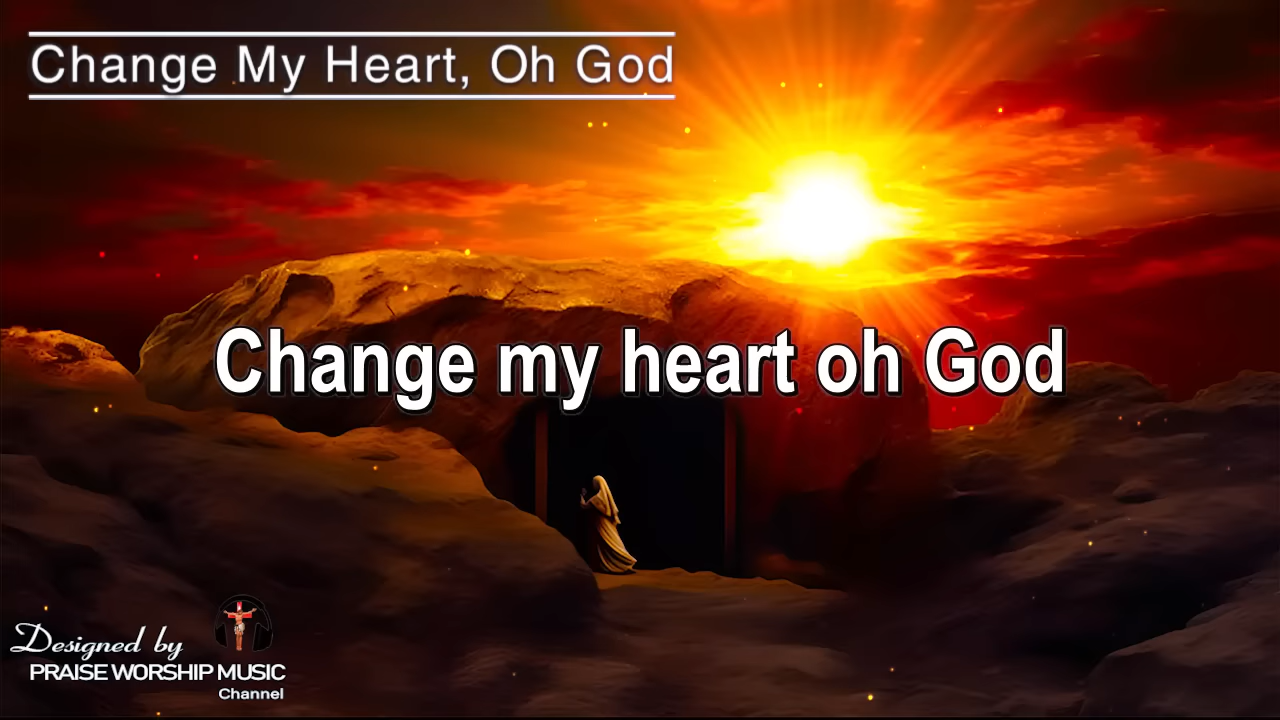 Change My Heart, Oh God
Change my heart oh God
Designed by
PRAISE WORSHIP MUSIC
Channel